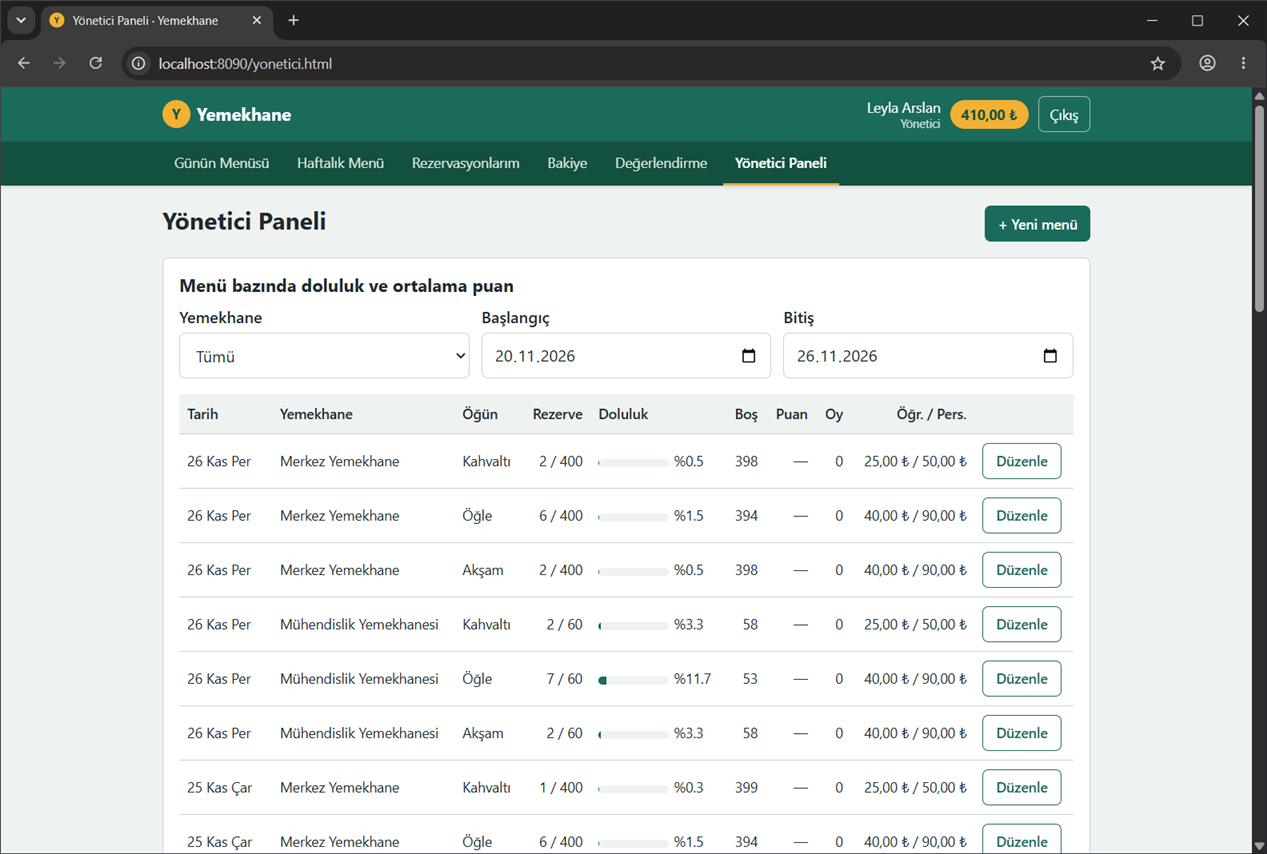 Yönetici Paneli - Yemekhane
localhost:8090/yonetici.html
Y Yemekhane
Leyla Arslan
Yönetici
410,00 ₺
Çıkış
Günün Menüsü Haftalık Menü Rezervasyonlarım Bakiye Değerlendirme Yönetici Paneli
Yönetici Paneli
+ Yeni menü
Menü bazında doluluk ve ortalama puan
Yemekhane Başlangıç Bitiş
Tümü 20.11.2026 26.11.2026
Tarih Yemekhane Öğün Rezerve Doluluk Boş Puan Oy Öğr. / Pers.
26 Kas Per Merkez Yemekhane Kahvaltı 2 / 400 %0.5 398 — 0 25,00 ₺ / 50,00 ₺ Düzenle
26 Kas Per Merkez Yemekhane Öğle 6 / 400 %1.5 394 — 0 40,00 ₺ / 90,00 ₺ Düzenle
26 Kas Per Merkez Yemekhane Akşam 2 / 400 %0.5 398 — 0 40,00 ₺ / 90,00 ₺ Düzenle
26 Kas Per Mühendislik Yemekhanesi Kahvaltı 2 / 60 %3.3 58 — 0 25,00 ₺ / 50,00 ₺ Düzenle
26 Kas Per Mühendislik Yemekhanesi Öğle 7 / 60 %11.7 53 — 0 40,00 ₺ / 90,00 ₺ Düzenle
26 Kas Per Mühendislik Yemekhanesi Akşam 2 / 60 %3.3 58 — 0 40,00 ₺ / 90,00 ₺ Düzenle
25 Kas Çar Merkez Yemekhane Kahvaltı 1 / 400 %0.3 399 — 0 25,00 ₺ / 50,00 ₺ Düzenle
25 Kas Çar Merkez Yemekhane Öğle 6 / 400 %1.5 394 — 0 40,00 ₺ / 90,00 ₺ Düzenle